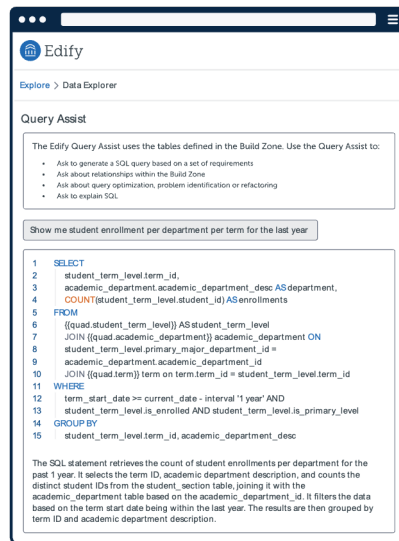 Edify
Explore > Data Explorer
Query Assist
The Edify Query Assist uses the tables defined in the Build Zone. Use the Query Assist to:
• Ask to generate a SQL query based on a set of requirements
• Ask about relationships within the Build Zone
• Ask about query optimization, problem identification or refactoring
• Ask to explain SQL
Show me student enrollment per department per term for the last year
1 SELECT
2 student_term_level.term_id,
3 academic_department.academic_department_desc AS department,
4 COUNT(student_term_level.student_id) AS enrollments
5 FROM
6 {{quad.student_term_level}} AS student_term_level
7 JOIN {{quad.academic_department}} academic_department ON
8 student_term_level.primary_major_department_id =
9 academic_department.academic_department_id
10 JOIN {{quad.term}} term on term.term_id = student_term_level.term_id
11 WHERE
12 term_start_date >= current_date - interval '1 year' AND
13 student_term_level.is_enrolled AND student_term_level.is_primary_level
14 GROUP BY
15 student_term_level.term_id, academic_department_desc
The SQL statement retrieves the count of student enrollments per department for the
past 1 year. It selects the term ID, academic department description, and counts the
distinct student IDs from the student_section table, joining it with the
academic_department table based on the academic_department_id. It filters the data
based on the term start date being within the last year. The results are then grouped by
term ID and academic department description.